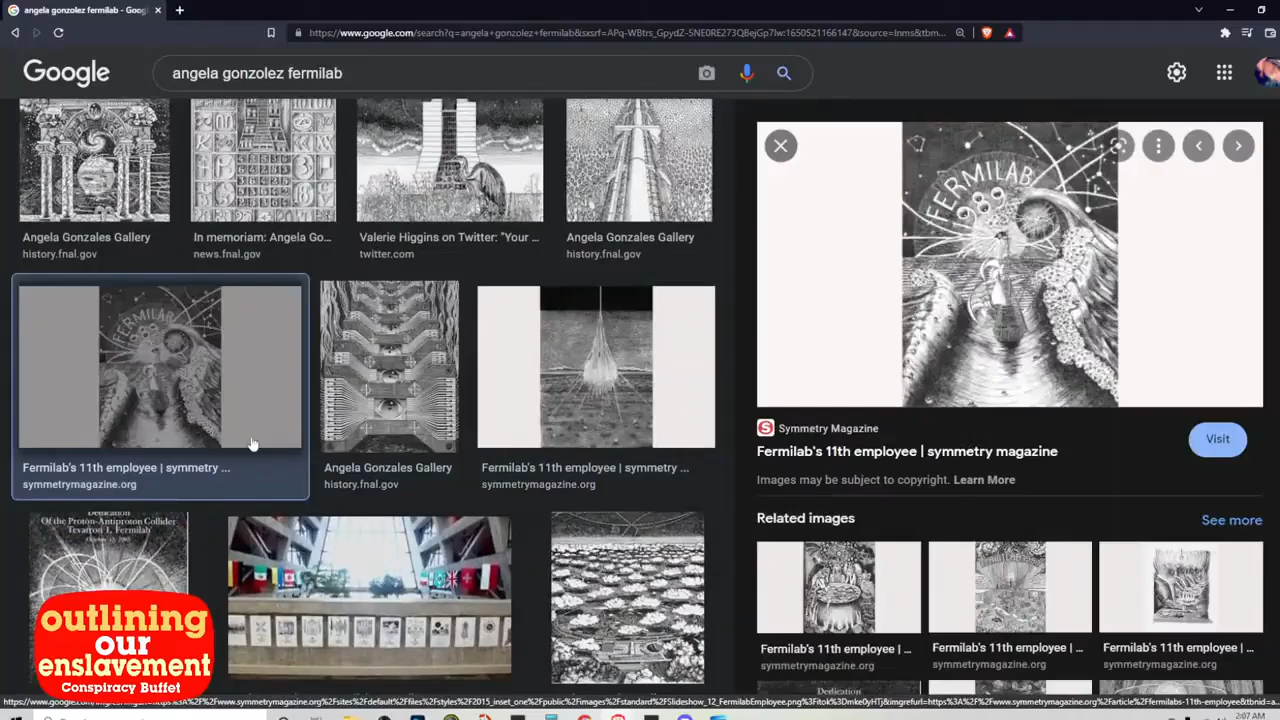 angela gonzolez fermilab - Goog
https://www.google.com/search?q=angela+gonzolez+fermilab&sxsrf=APq-WBtrs_GpydZ-5NE0RE273QBejGp7Iw:1650521166147&source=lnms&tbm...
Google
angela gonzolez fermilab
Angela Gonzales Gallery
history.fnal.gov
In memoriam: Angela Go...
news.fnal.gov
Valerie Higgins on Twitter: "Your ...
twitter.com
Angela Gonzales Gallery
history.fnal.gov
FERMILAB
1989
Fermilab's 11th employee | symmetry ...
symmetrymagazine.org
Angela Gonzales Gallery
history.fnal.gov
Fermilab's 11th employee | symmetry ...
symmetrymagazine.org
FERMILAB
1989
Symmetry Magazine
Fermilab's 11th employee | symmetry magazine
Visit
Images may be subject to copyright. Learn More
Related images
See more
Fermilab's 11th employee | ...
symmetrymagazine.org
Fermilab's 11th employee | ...
symmetrymagazine.org
Fermilab's 11th employee | ...
symmetrymagazine.org
Dedication
Of the Proton-Antiproton Collider
Tevatron I, Fermilab
outlining
our
enslavement
Conspiracy Buffet
2:07 AM